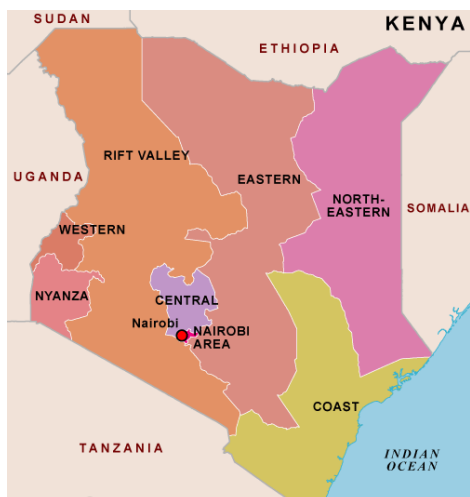 SUDAN
KENYA
ETHIOPIA
RIFT VALLEY
UGANDA
EASTERN
NORTH-
EASTERN
SOMALIA
WESTERN
NYANZA
CENTRAL
Nairobi
NAIROBI
AREA
COAST
TANZANIA
INDIAN
OCEAN